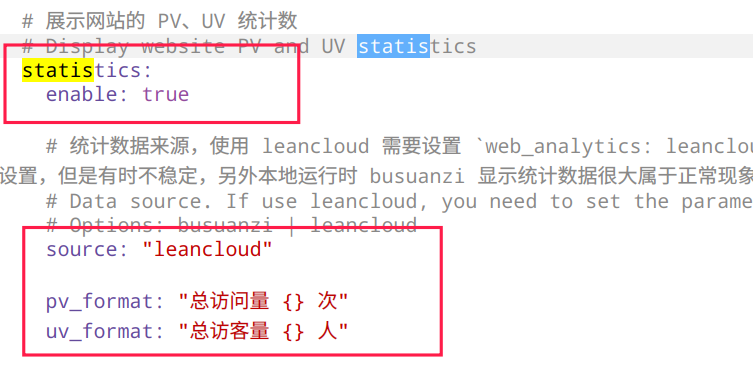 # 展示网站的 PV、UV 统计数
# Display website PV and UV statistics
statistics:
enable: true
# 统计数据来源，使用 leancloud 需要设置 `web_analytics: leanclou
设置，但是有时不稳定，另外本地运行时 busuanzi 显示统计数据很大属于正常现象
# Data source. If use leancloud, you need to set the parame
# Options: busuanzi | leancloud
source: "leancloud"
pv_format: "总访问量 {} 次"
uv_format: "总访客量 {} 人"